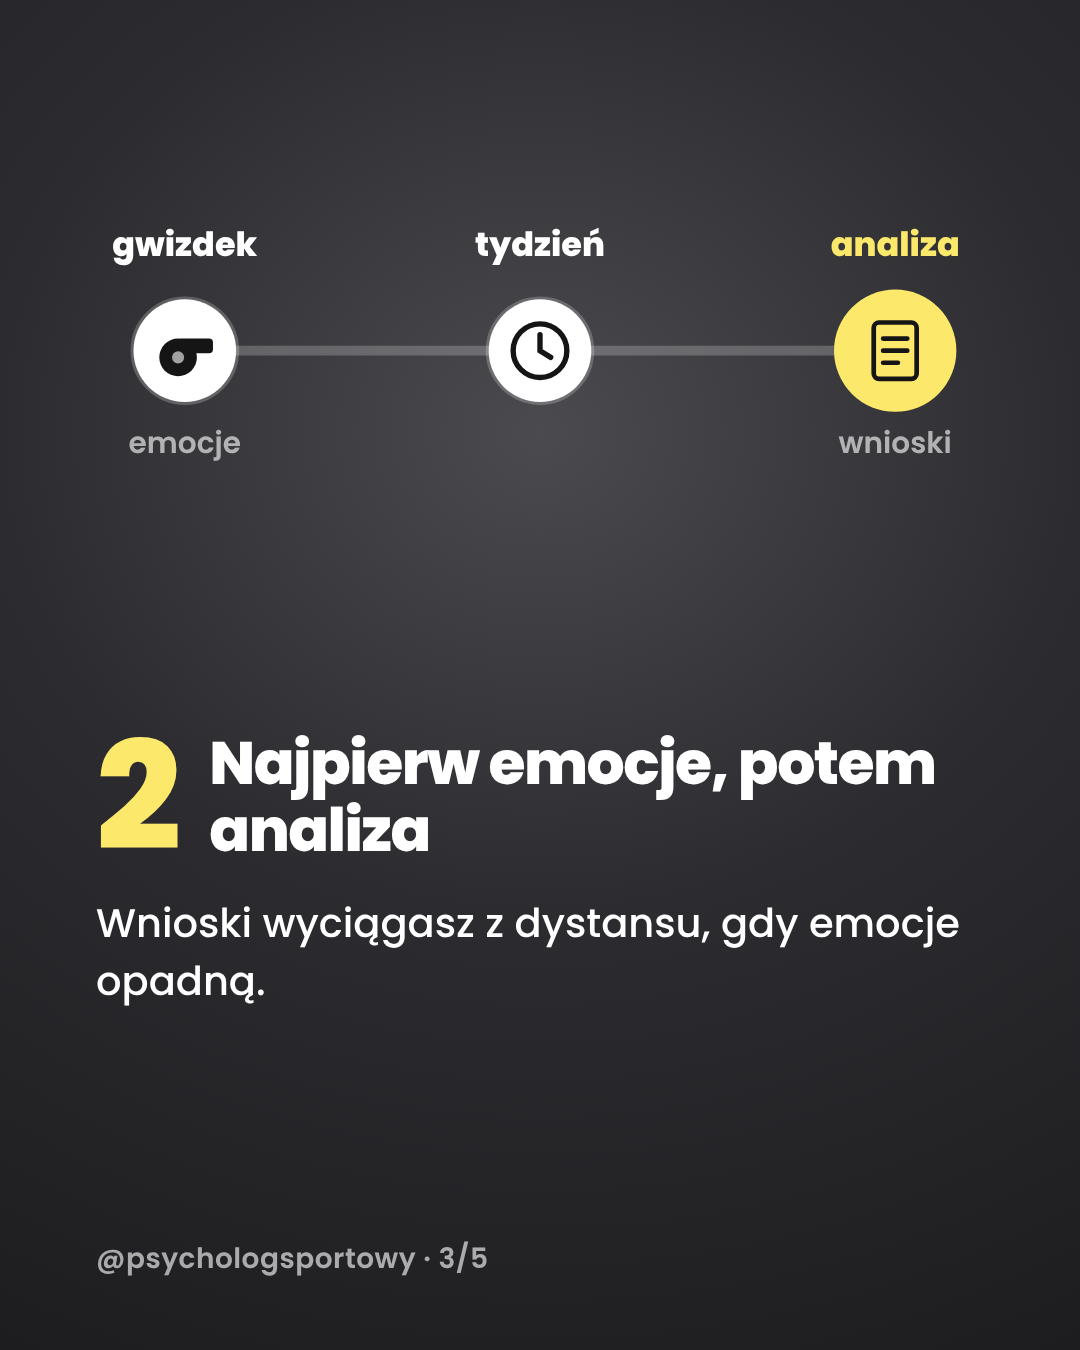 gwizdek
tydzień
analiza
emocje
wnioski
2
Najpierw emocje, potem
analiza
Wnioski wyciągasz z dystansu, gdy emocje
opadną.
@psychologsportowy · 3/5